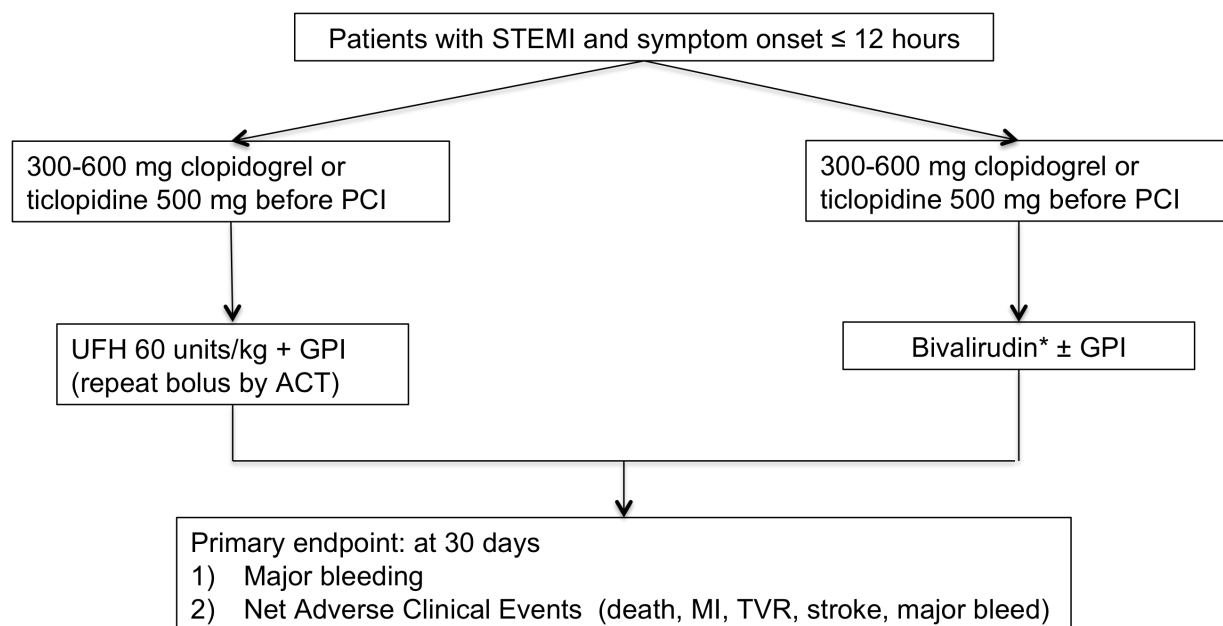 Patients with STEMI and symptom onset ≤ 12 hours
300-600 mg clopidogrel or
ticlopidine 500 mg before PCI
300-600 mg clopidogrel or
ticlopidine 500 mg before PCI
UFH 60 units/kg + GPI
(repeat bolus by ACT)
Bivalirudin* ± GPI
Primary endpoint: at 30 days
1) Major bleeding
2) Net Adverse Clinical Events (death, MI, TVR, stroke, major bleed)